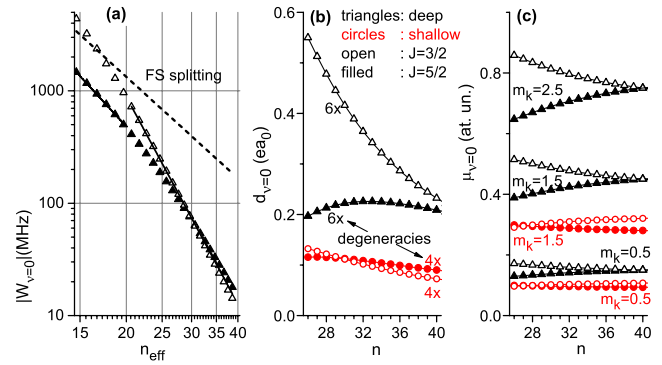 (a)
FS splitting
1000
100
10
|W_ν=0|(MHz)
15
20
25
30
35
40
n_eff
(b)
triangles: deep
circles : shallow
open : J=3/2
filled : J=5/2
0.6
0.4
0.2
0.0
d_ν=0 (ea_0)
6x
6x
degeneracies
4x
4x
28
32
36
40
n
(c)
0.8
0.4
0.0
μ_ν=0 (at. un.)
m_k=2.5
m_k=1.5
m_k=1.5
m_k=0.5
m_k=0.5
28
32
36
40
n